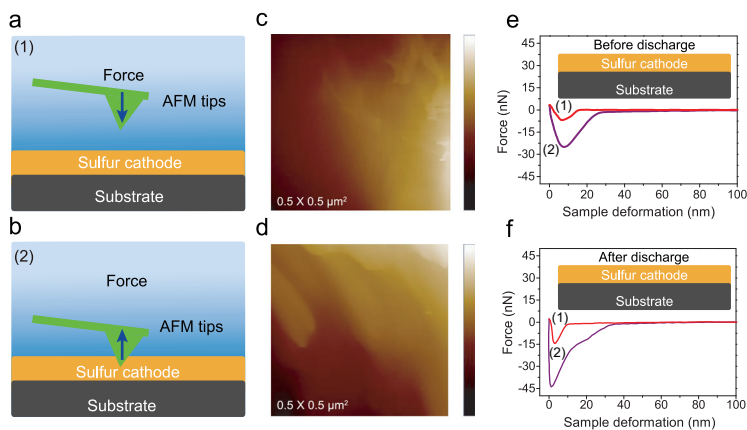 a
(1)
Force
AFM tips
Sulfur cathode
Substrate
b
(2)
Force
AFM tips
Sulfur cathode
Substrate
c
0.5 X 0.5 μm²
d
0.5 X 0.5 μm²
e
Before discharge
Sulfur cathode
Substrate
(1)
(2)
45
30
15
0
-15
-30
-45
Force (nN)
0 20 40 60 80 100
Sample deformation (nm)
f
After discharge
Sulfur cathode
Substrate
(1)
(2)
45
30
15
0
-15
-30
-45
Force (nN)
0 20 40 60 80 100
Sample deformation (nm)